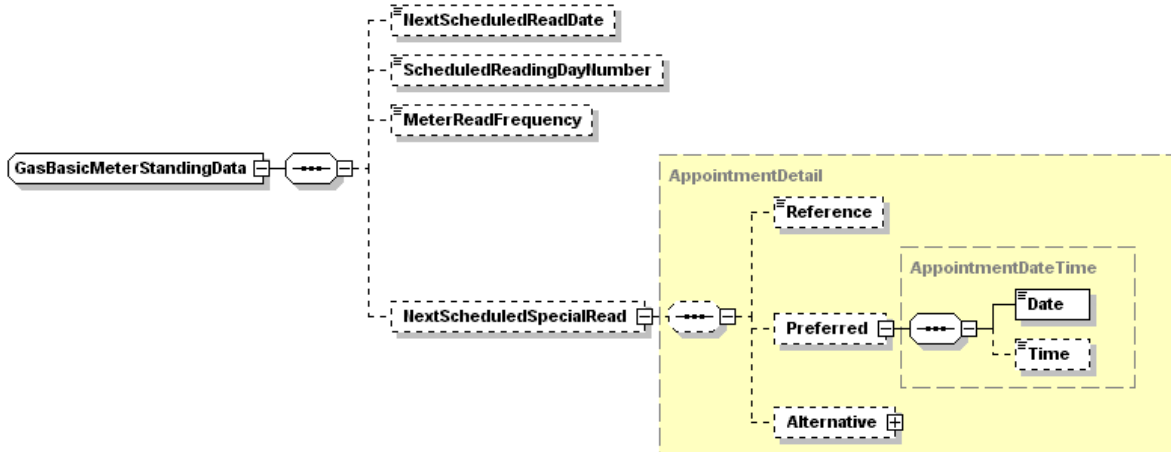 NextScheduledReadDate
ScheduledReadingDayNumber
MeterReadFrequency
GasBasicMeterStandingData
AppointmentDetail
Reference
AppointmentDateTime
Date
NextScheduledSpecialRead
Preferred
Time
Alternative